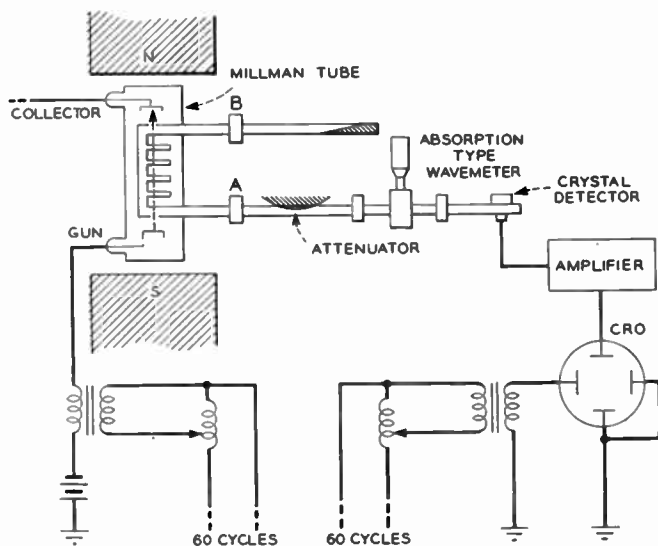 N
MILLMAN TUBE
COLLECTOR
B
ABSORPTION
TYPE
WAVEMETER
CRYSTAL
DETECTOR
A
GUN
ATTENUATOR
AMPLIFIER
S
CRO
60 CYCLES
60 CYCLES